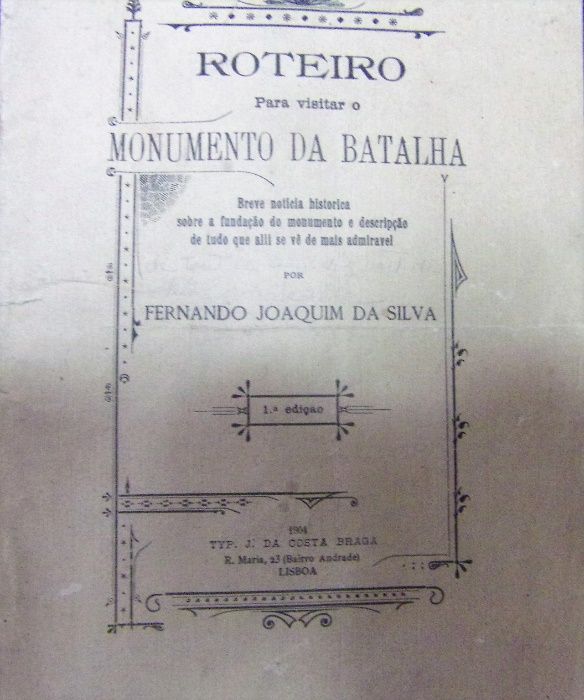 ROTEIRO
Para visitar o
MONUMENTO DA BATALHA
Breve noticia historica
sobre a fundação do monumento e descripção
de tudo que alli se vê de mais admiravel
POR
FERNANDO JOAQUIM DA SILVA
1.ª edição
1904
TYP. J. DA COSTA BRAGA
R. Maria, 23 (Bairro Andrade)
LISBOA